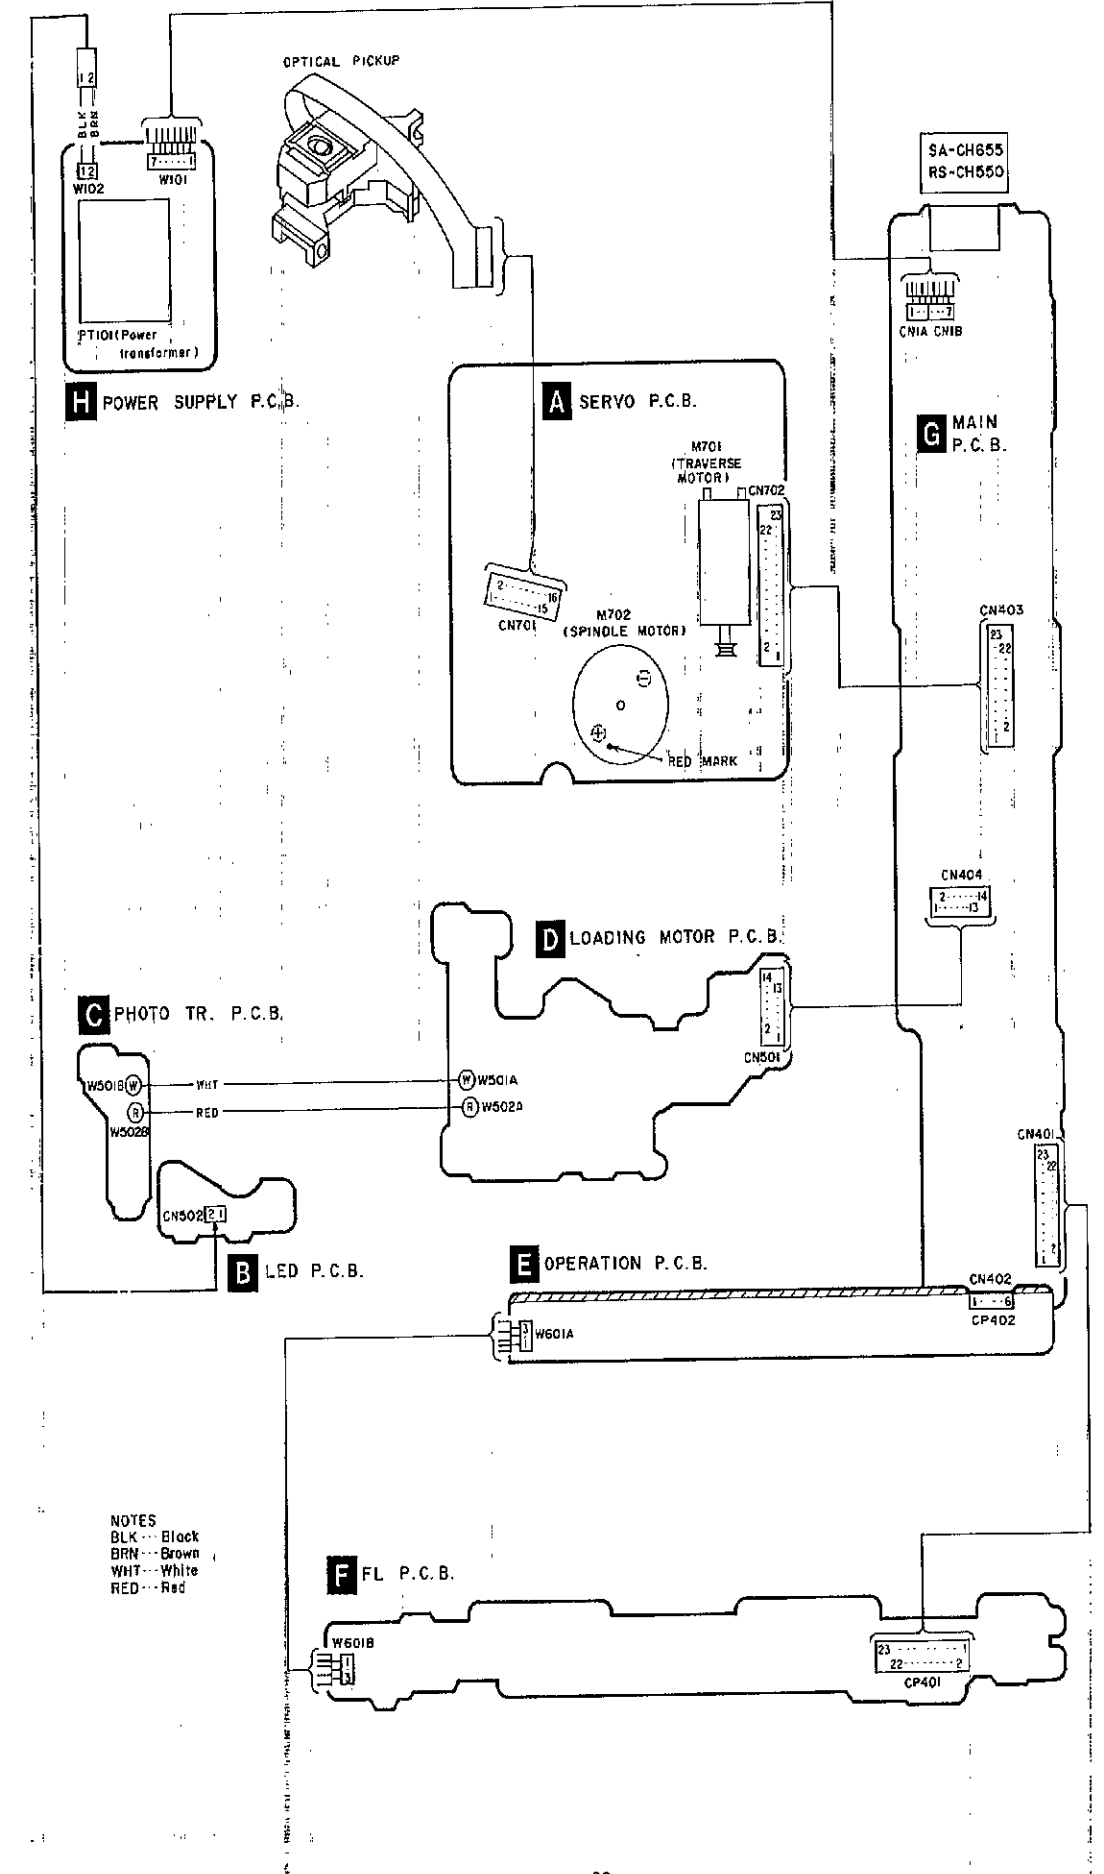 OPTICAL PICKUP
1 2
BLK
BRN
7·····1
W101
12
W102
PT101(Power
transformer)
H POWER SUPPLY P.C.B.
SA-CH655
RS-CH550
1·····7
CN1A CN1B
G MAIN
P.C.B.
A SERVO P.C.B.
M701
(TRAVERSE
MOTOR)
CN702
23
22
2
1
2·······16
1·······15
CN701
M702
(SPINDLE MOTOR)
RED MARK
CN403
23
22
2
1
CN404
2······14
1······13
D LOADING MOTOR P.C.B.
14
13
2
1
CN501
C PHOTO TR. P.C.B.
W501B W
WHT
W W501A
R
RED
R W502A
W502B
CN502 21
B LED P.C.B.
CN401
23
22
2
1
E OPERATION P.C.B.
CN402
1····6
CP402
3
1
W601A
NOTES
BLK···Black
BRN···Brown
WHT···White
RED···Red
F FL P.C.B.
W601B
1
3
23·········1
22········2
CP401